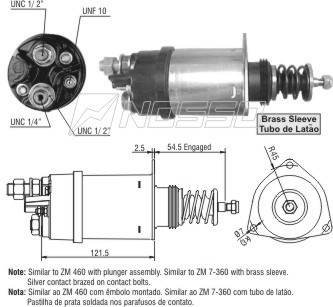 UNC 1/ 2"
UNF 10
UNC 1/4"
UNC 1/ 2"
NOSSO
Brass Sleeve
Tubo de Latão
2.5
54.5 Engaged
R45
121.5
Ø7
Note: Similar to ZM 460 with plunger assembly. Similar to ZM 7-360 with brass sleeve.
Silver contact brazed on contact bolts.
Nota: Similar ao ZM 460 com êmbolo montado. Similar ao ZM 7-360 com tubo de latão.
Pastilha de prata soldada nos parafusos de contato.